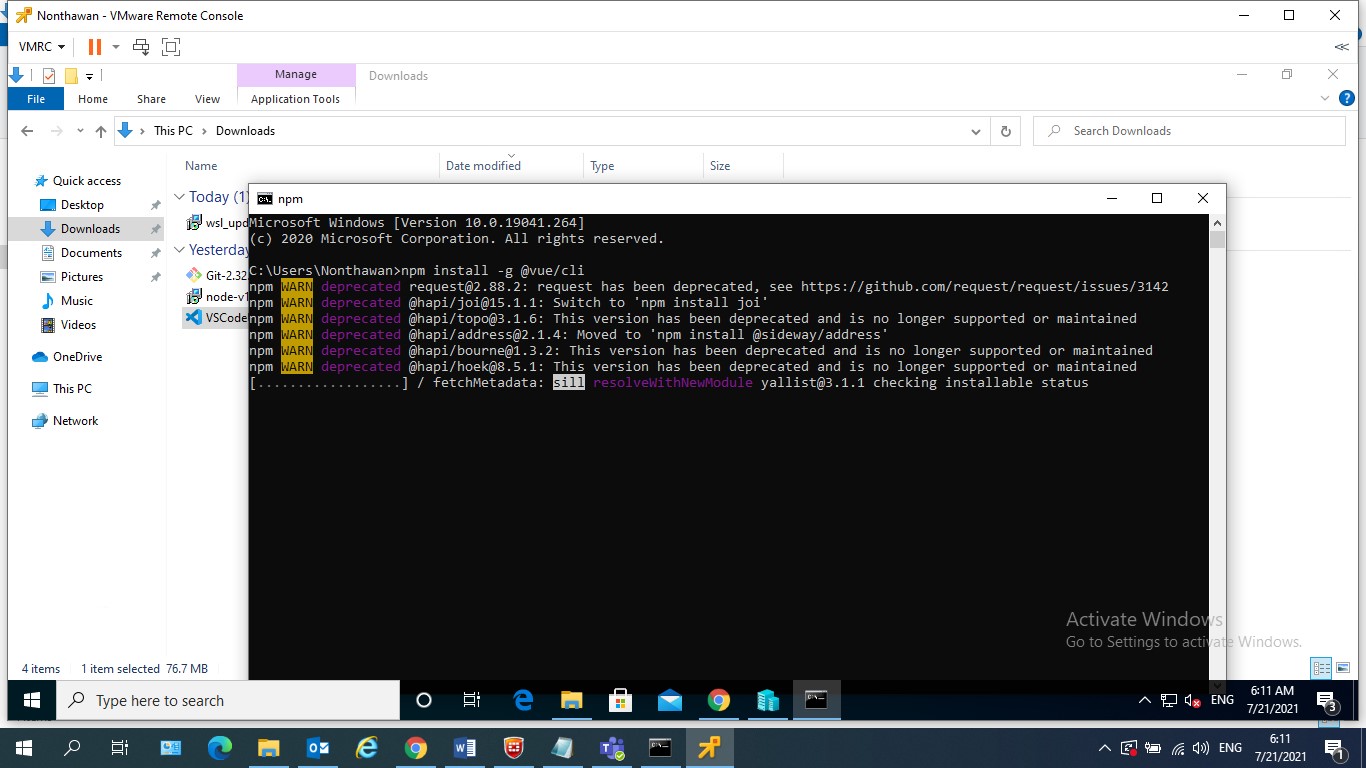 Nonthawan - VMware Remote Console
VMRC
Manage
Downloads
File
Home
Share
View
Application Tools
This PC
Downloads
Search Downloads
Name
Date modified
Type
Size
Quick access
Desktop
Downloads
Documents
Pictures
Music
Videos
OneDrive
This PC
Network
Today (1)
wsl_upd
Yesterday
Git-2.32
node-v1
VSCode
npm
Microsoft Windows [Version 10.0.19041.264]
(c) 2020 Microsoft Corporation. All rights reserved.
C:\Users\Nonthawan>npm install -g @vue/cli
npm WARN deprecated request@2.88.2: request has been deprecated, see https://github.com/request/request/issues/3142
npm WARN deprecated @hapi/joi@15.1.1: Switch to 'npm install joi'
npm WARN deprecated @hapi/topo@3.1.6: This version has been deprecated and is no longer supported or maintained
npm WARN deprecated @hapi/address@2.1.4: Moved to 'npm install @sideway/address'
npm WARN deprecated @hapi/bourne@1.3.2: This version has been deprecated and is no longer supported or maintained
npm WARN deprecated @hapi/hoek@8.5.1: This version has been deprecated and is no longer supported or maintained
[..................] / fetchMetadata: sill resolveWithNewModule yallist@3.1.1 checking installable status
Activate Windows
Go to Settings to activate Windows.
4 items
1 item selected 76.7 MB
Type here to search
ENG
6:11 AM
7/21/2021
3
ENG
6:11
7/21/2021
1